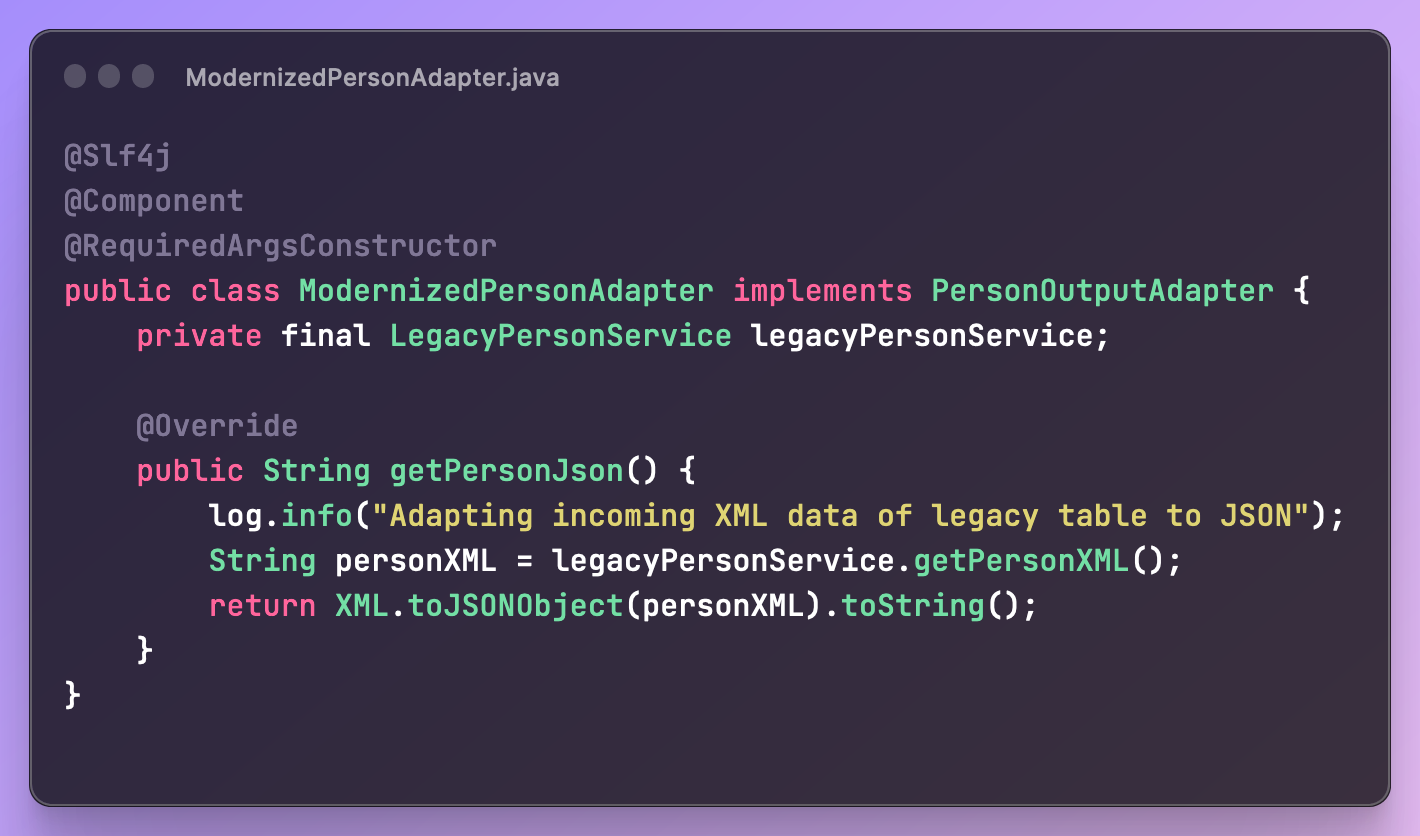 ModernizedPersonAdapter.java
@Slf4j
@Component
@RequiredArgsConstructor
public class ModernizedPersonAdapter implements PersonOutputAdapter {
    private final LegacyPersonService legacyPersonService;

    @Override
    public String getPersonJson() {
        log.info("Adapting incoming XML data of legacy table to JSON");
        String personXML = legacyPersonService.getPersonXML();
        return XML.toJSONObject(personXML).toString();
    }
}